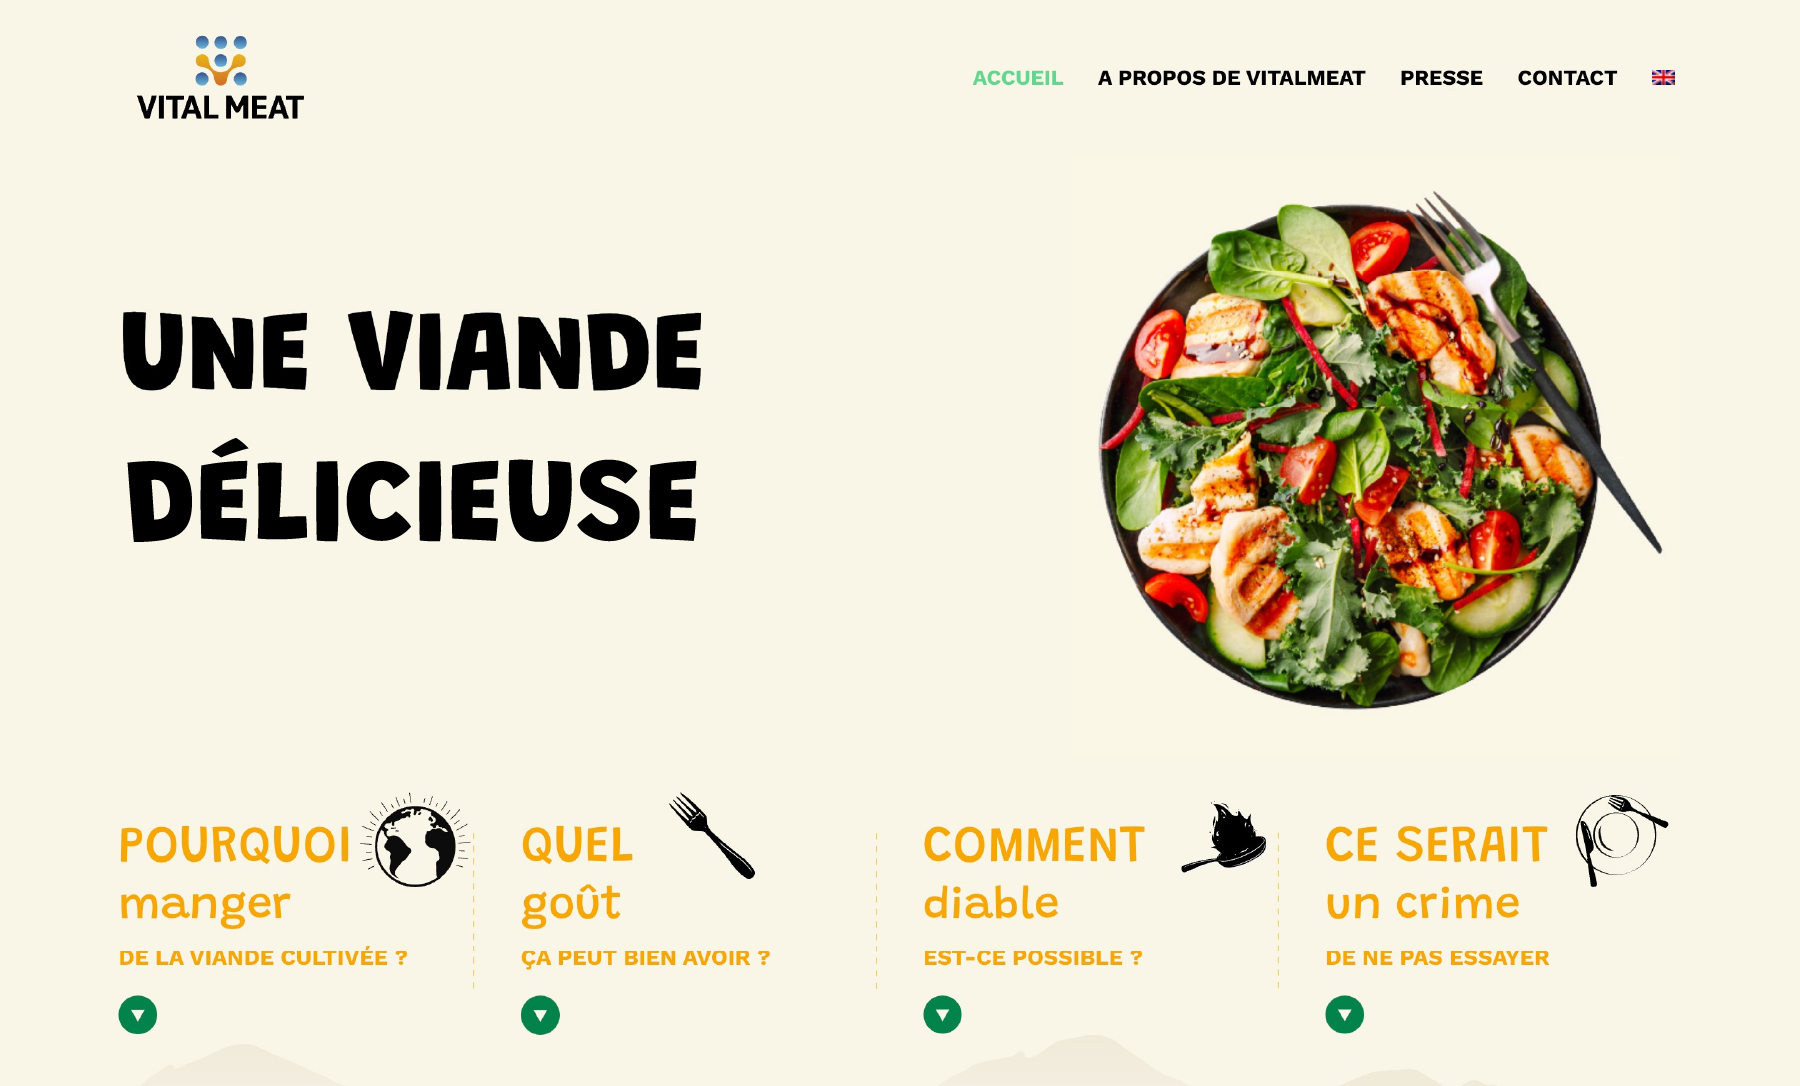 VITAL MEAT
ACCUEIL
A PROPOS DE VITALMEAT
PRESSE
CONTACT
UNE VIANDE
DÉLICIEUSE
POURQUOI
manger
DE LA VIANDE CULTIVÉE ?
QUEL
goût
ÇA PEUT BIEN AVOIR ?
COMMENT
diable
EST-CE POSSIBLE ?
CE SERAIT
un crime
DE NE PAS ESSAYER